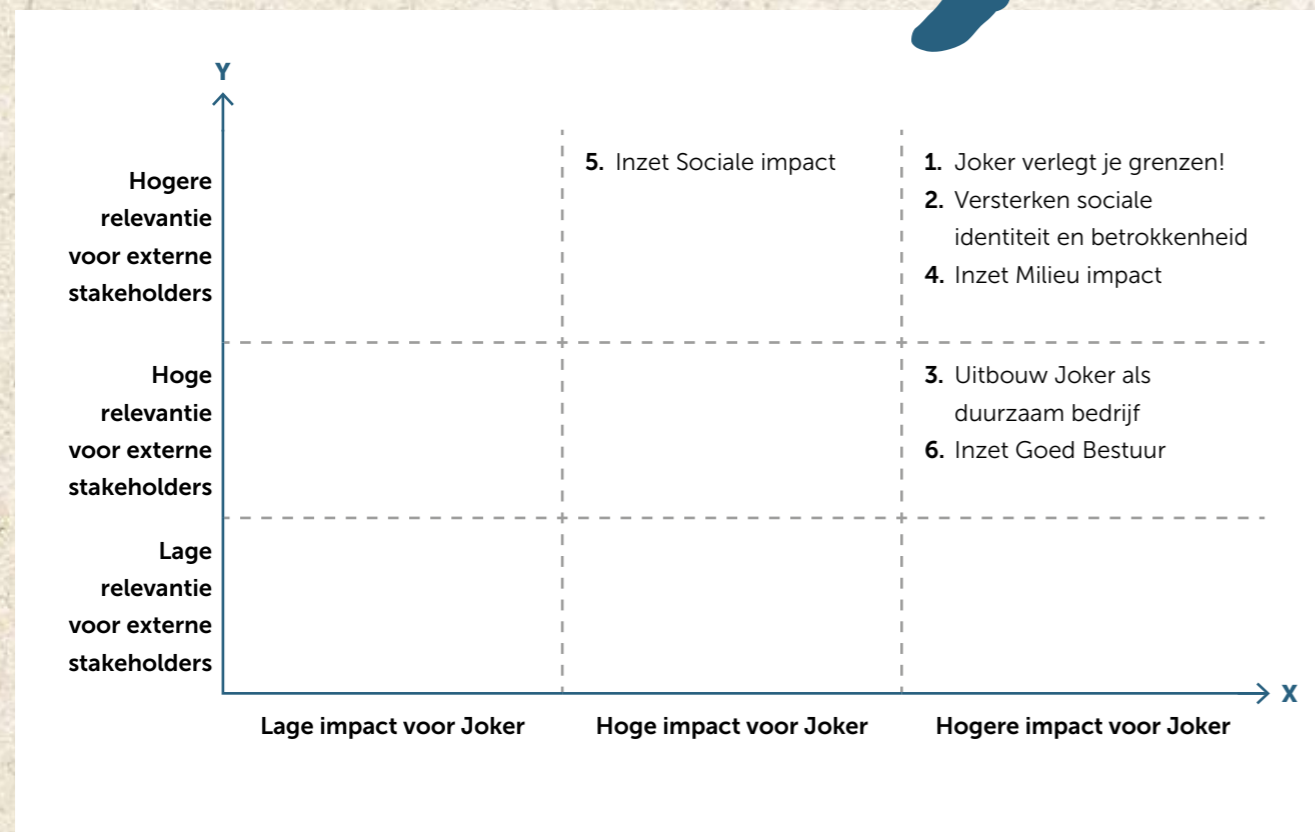 Y
Hogere
relevantie
voor externe
stakeholders
5. Inzet Sociale impact
1. Joker verlegt je grenzen!
2. Versterken sociale
identiteit en betrokkenheid
4. Inzet Milieu impact
Hoge
relevantie
voor externe
stakeholders
3. Uitbouw Joker als
duurzaam bedrijf
6. Inzet Goed Bestuur
Lage
relevantie
voor externe
stakeholders
X
Lage impact voor Joker
Hoge impact voor Joker
Hogere impact voor Joker